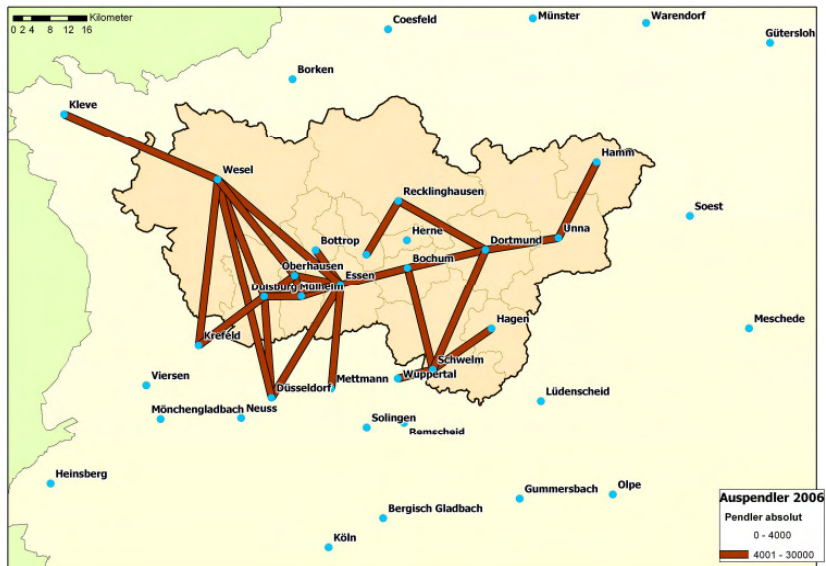 Kilometer
0 2 4 8 12 16
Coesfeld
Münster
Warendorf
Gütersloh
Borken
Kleve
Wesel
Hamm
Recklinghausen
Soest
Herne
Dortmund
Unna
Bottrop
Bochum
Oberhausen
Essen
Duisburg
Mülheim
Hagen
Meschede
Krefeld
Schwelm
Viersen
Mettmann
Wuppertal
Düsseldorf
Lüdenscheid
Mönchengladbach
Neuss
Solingen
Remscheid
Heinsberg
Olpe
Gummersbach
Bergisch Gladbach
Köln
Auspendler 2006
Pendler absolut
0 - 4000
4001 - 30000